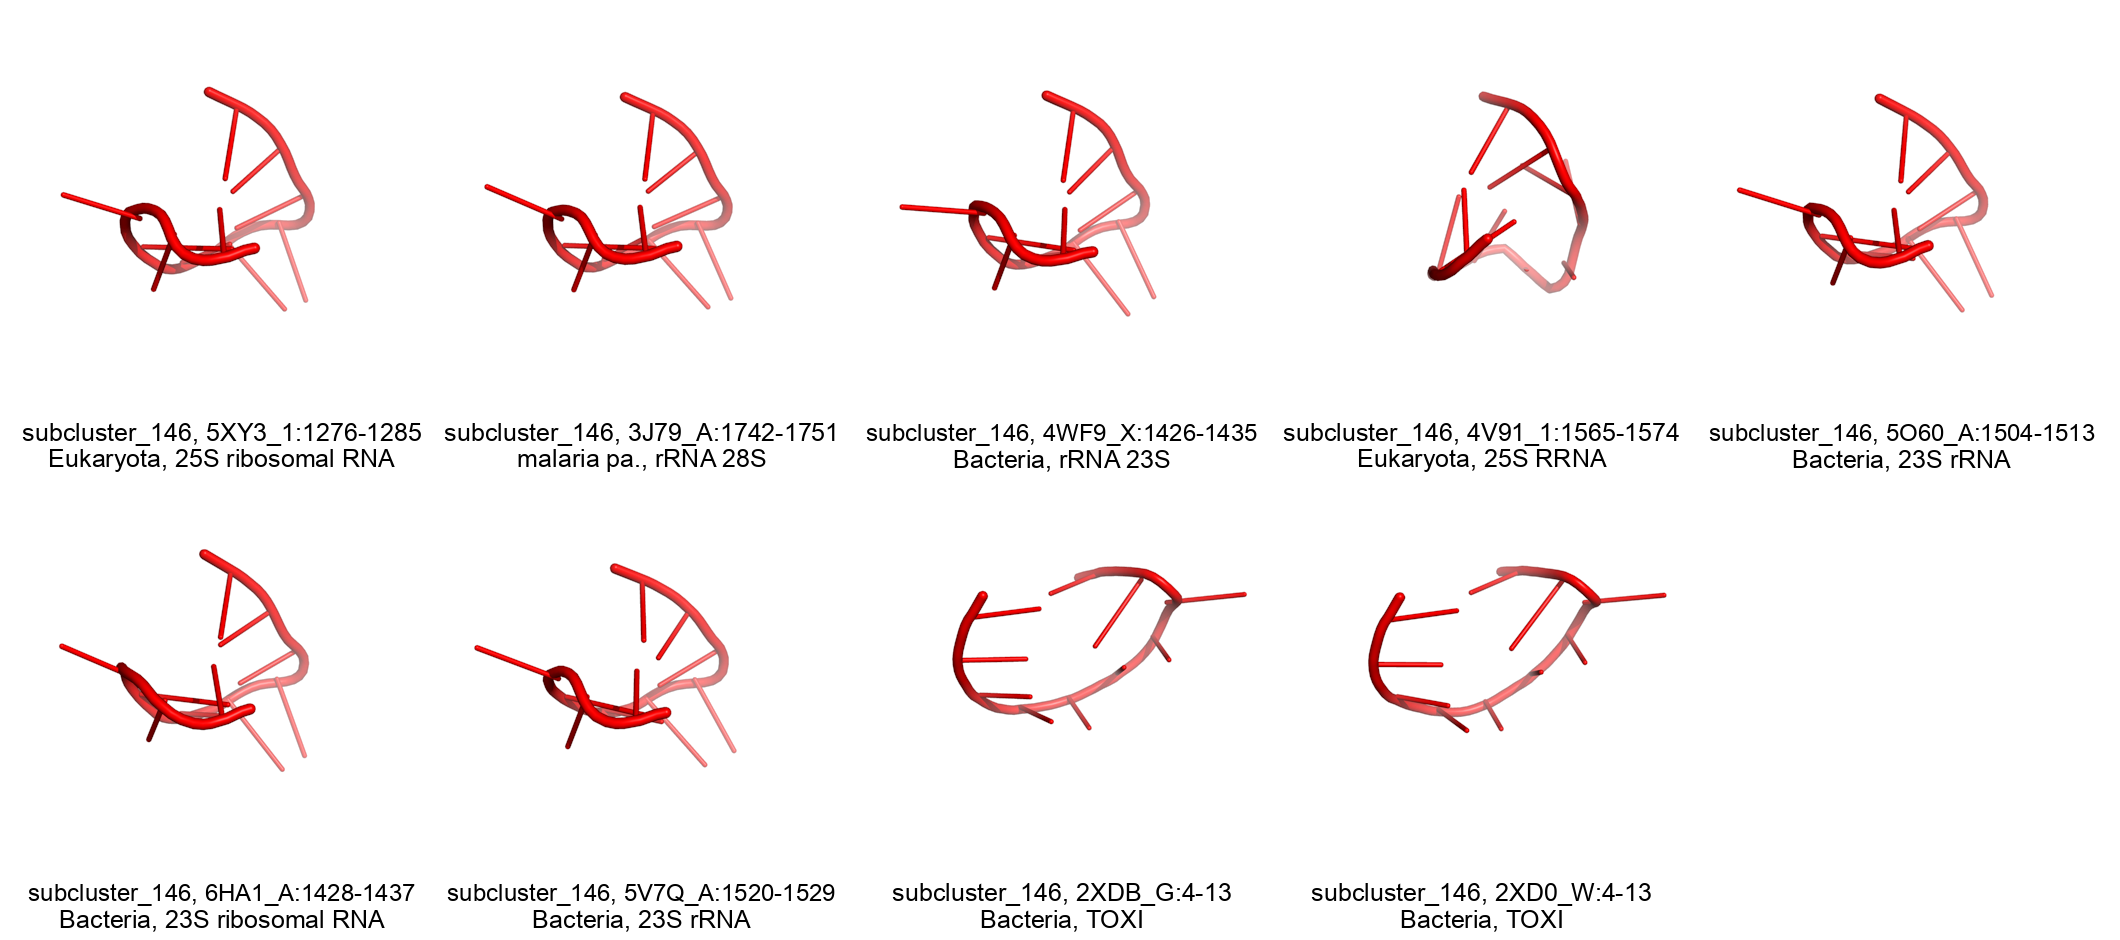 subcluster_146, 5XY3_1:1276-1285
Eukaryota, 25S ribosomal RNA
subcluster_146, 3J79_A:1742-1751
malaria pa., rRNA 28S
subcluster_146, 4WF9_X:1426-1435
Bacteria, rRNA 23S
subcluster_146, 4V91_1:1565-1574
Eukaryota, 25S RRNA
subcluster_146, 5O60_A:1504-1513
Bacteria, 23S rRNA
subcluster_146, 6HA1_A:1428-1437
Bacteria, 23S ribosomal RNA
subcluster_146, 5V7Q_A:1520-1529
Bacteria, 23S rRNA
subcluster_146, 2XDB_G:4-13
Bacteria, TOXI
subcluster_146, 2XD0_W:4-13
Bacteria, TOXI